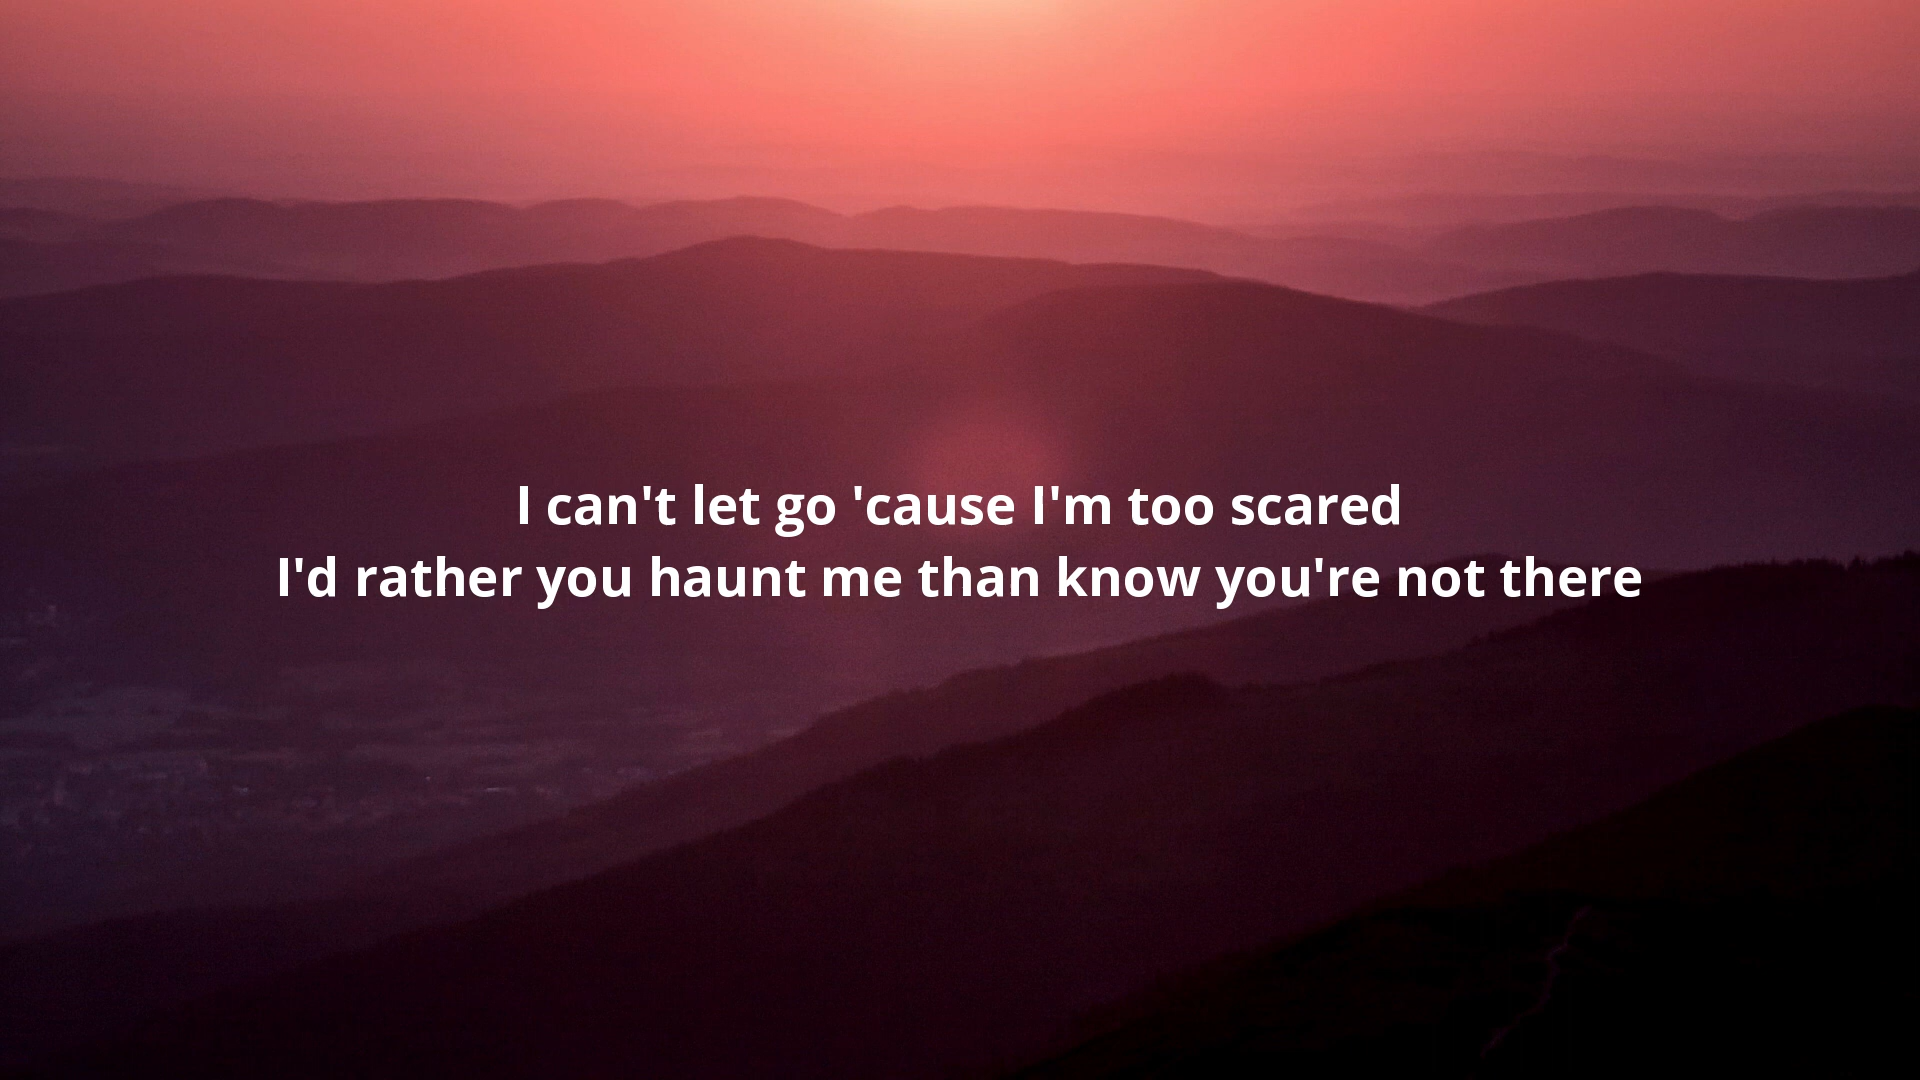 I can't let go 'cause I'm too scared
I'd rather you haunt me than know you're not there